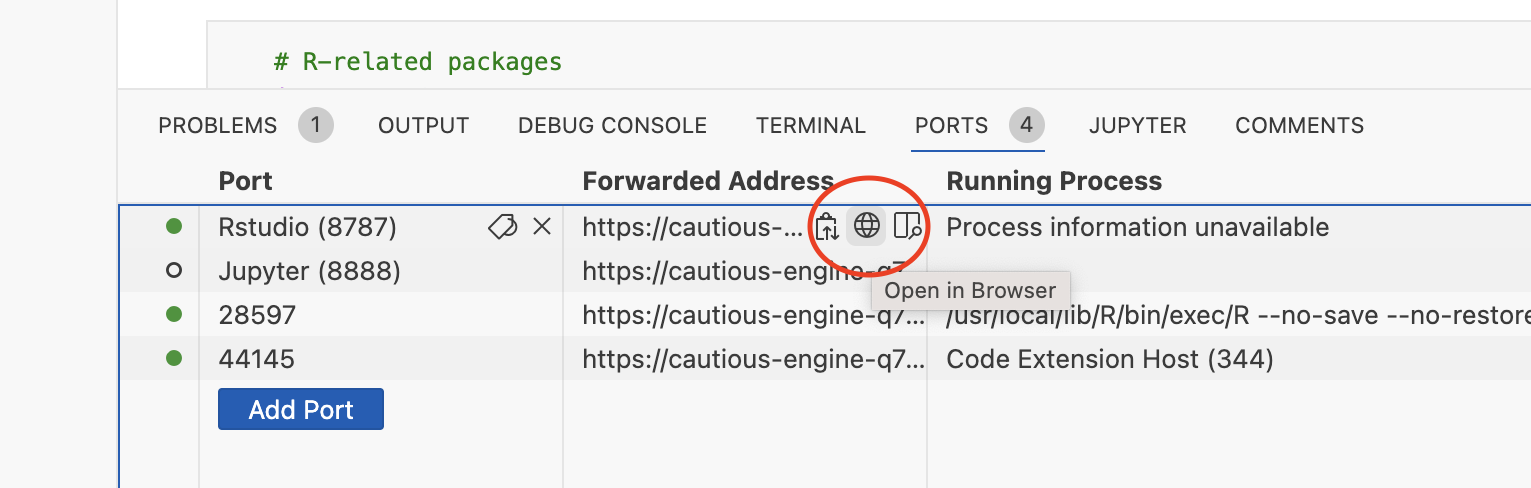 # R-related packages
PROBLEMS 1 OUTPUT DEBUG CONSOLE TERMINAL PORTS 4 JUPYTER COMMENTS
Port Forwarded Address Running Process
Rstudio (8787) https://cautious-... Process information unavailable
Jupyter (8888) https://cautious-engine-q7
Open in Browser
28597 https://cautious-engine-q7... /usr/local/lib/R/bin/exec/R --no-save --no-restore
44145 https://cautious-engine-q7... Code Extension Host (344)
Add Port